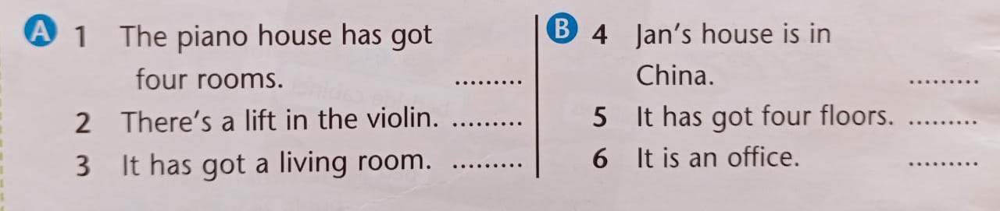 A 1 The piano house has got
four rooms. .........
2 There's a lift in the violin. .........
3 It has got a living room. .........
B 4 Jan's house is in
China. .........
5 It has got four floors. .........
6 It is an office. .........